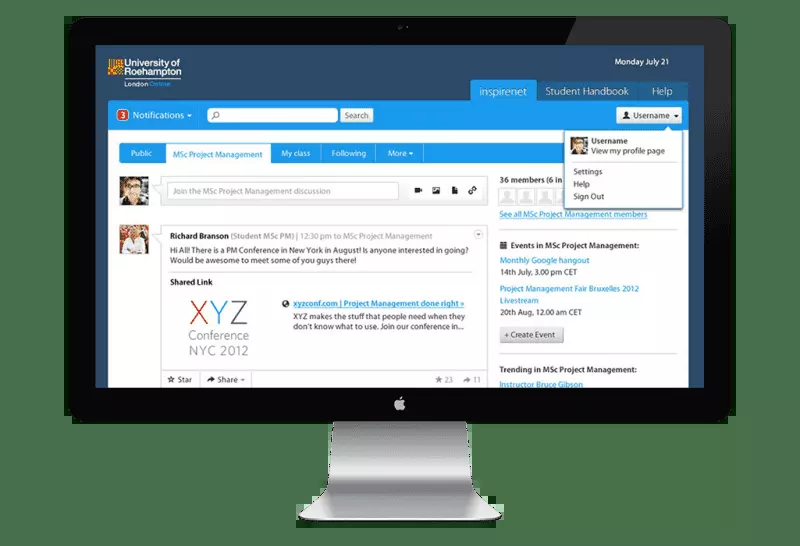 University of
Roehampton
London Online
Monday July 21
inspirenet
Student Handbook
Help
3 Notifications
Search
Username
Username
View my profile page
Settings
Help
Sign Out
Public
MSc Project Management
My class
Following
More
Join the MSc Project Management discussion
36 members (6 in
See all MSc Project Management members
Richard Branson (Student MSc PM) | 12:30 pm to MSc Project Management
Hi All! There is a PM Conference in New York in August! Is anyone interested in going?
Would be awesome to meet some of you guys there!
Shared Link
XYZ
Conference
NYC 2012
xyzconf.com | Project Management done right »
XYZ makes the stuff that people need when they
don't know what to use. Join our conference in...
Star
Share
23
11
Events in MSc Project Management:
Monthly Google hangout
14th July, 3.00 pm CET
Project Management Fair Bruxelles 2012
Livestream
20th Aug, 12.00 am CET
+ Create Event
Trending in MSc Project Management:
Instructor Bruce Gibson